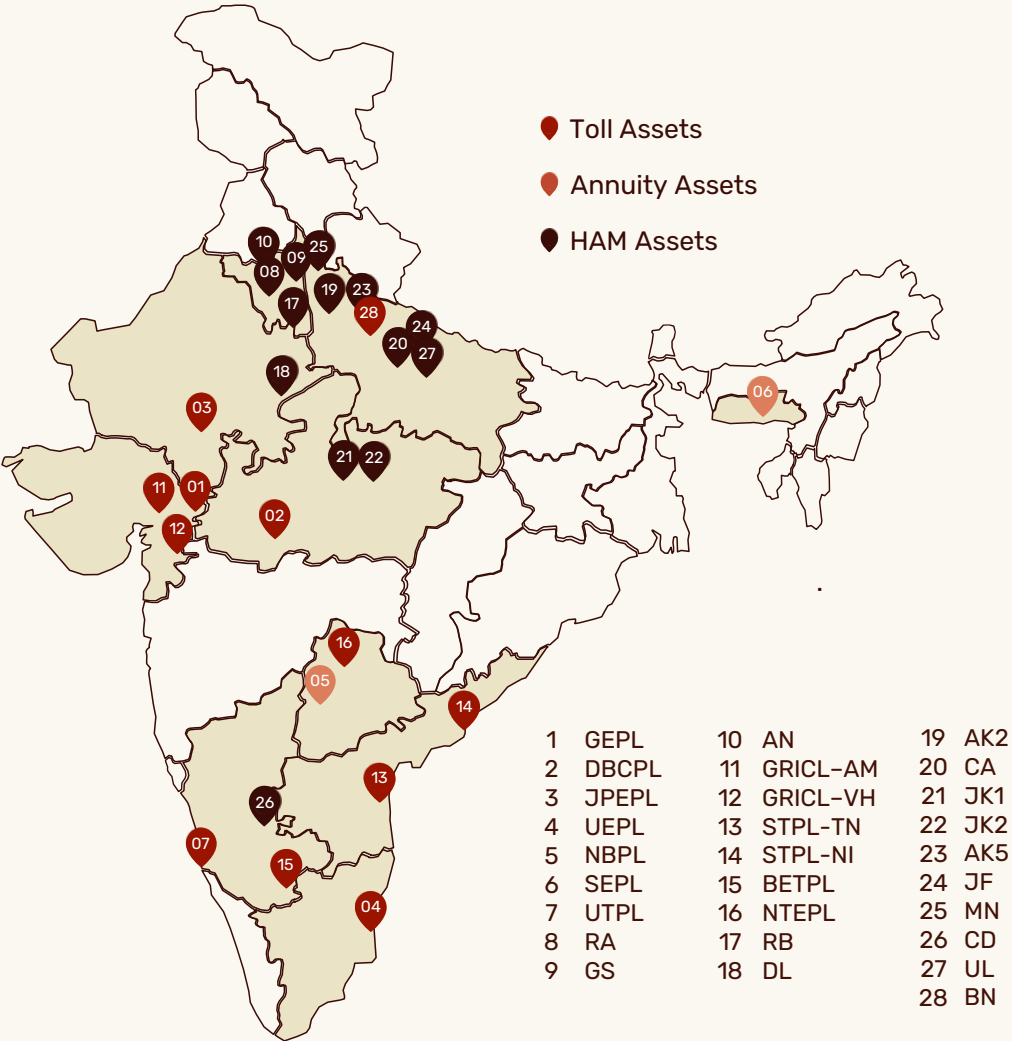 Toll Assets
Annuity Assets
HAM Assets
10
09
25
08
17
19
23
28
24
20
27
18
03
06
21
22
11
01
02
12
16
05
14
13
26
07
15
04
1 GEPL
2 DBCPL
3 JPEPL
4 UEPL
5 NBPL
6 SEPL
7 UTPL
8 RA
9 GS
10 AN
11 GRICL-AM
12 GRICL-VH
13 STPL-TN
14 STPL-NI
15 BETPL
16 NTEPL
17 RB
18 DL
19 AK2
20 CA
21 JK1
22 JK2
23 AK5
24 JF
25 MN
26 CD
27 UL
28 BN